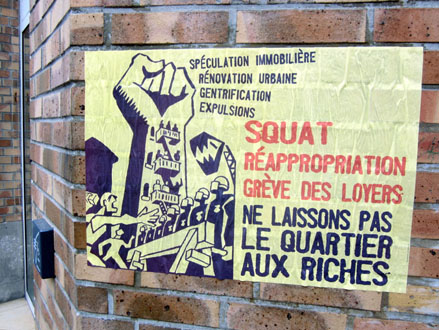 SPÉCULATION IMMOBILIÈRE
RÉNOVATION URBAINE
GENTRIFICATION
EXPULSIONS
SQUAT
RÉAPPROPRIATION
GRÈVE DES LOYERS
NE LAISSONS PAS
LE QUARTIER
AUX RICHES